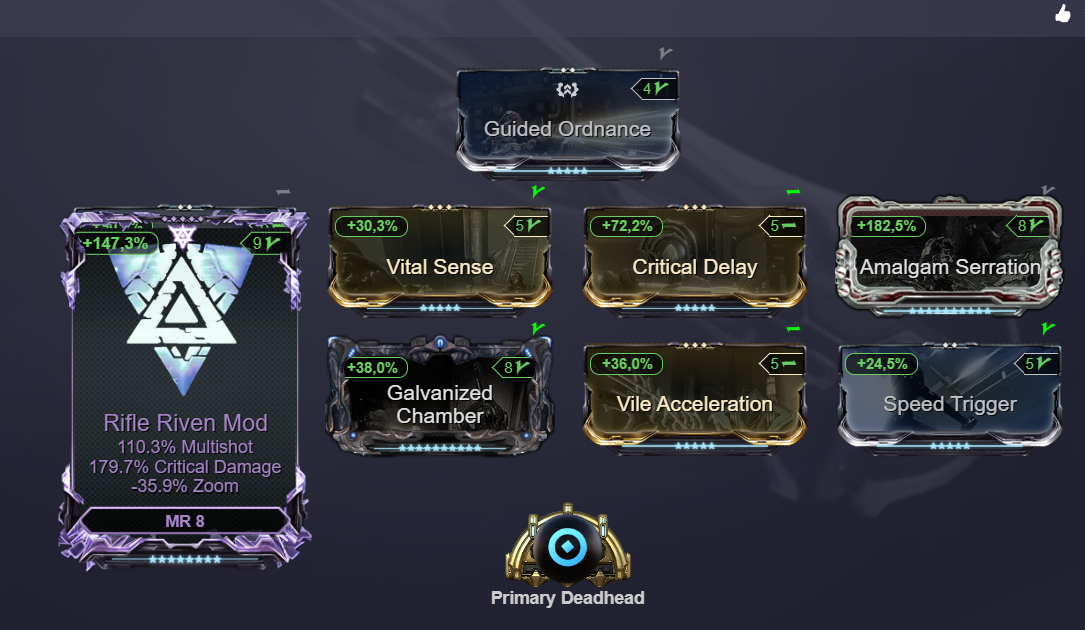 4
Guided Ordnance
+147,3%
9
Rifle Riven Mod
110.3% Multishot
179.7% Critical Damage
-35.9% Zoom
MR 8
+30,3%
5
Vital Sense
+72,2%
5
Critical Delay
+182,5%
8
Amalgam Serration
+38,0%
8
Galvanized
Chamber
+36,0%
5
Vile Acceleration
+24,5%
5
Speed Trigger
Primary Deadhead